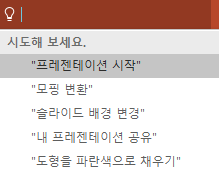 시도해 보세요.
"프레젠테이션 시작"
"모핑 변환"
"슬라이드 배경 변경"
"내 프레젠테이션 공유"
"도형을 파란색으로 채우기"